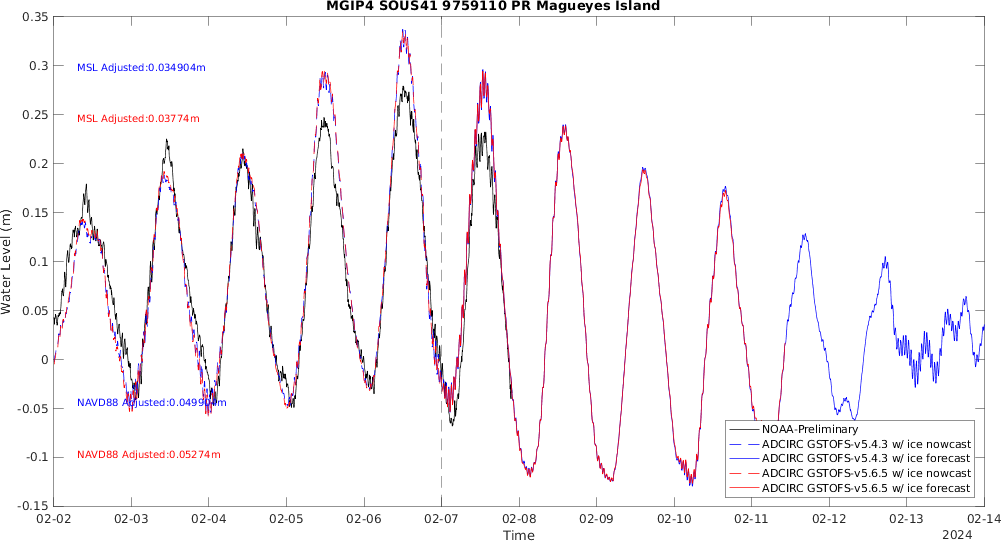 MGIP4 SOUS41 9759110 PR Magueyes Island
0.35
0.3
0.25
0.2
0.15
0.1
0.05
0
-0.05
-0.1
-0.15
Water Level (m)
MSL Adjusted:0.034904m
MSL Adjusted:0.03774m
NAVD88 Adjusted:0.049904m
NAVD88 Adjusted:0.05274m
NOAA-Preliminary
ADCIRC GSTOFS-v5.4.3 w/ ice nowcast
ADCIRC GSTOFS-v5.4.3 w/ ice forecast
ADCIRC GSTOFS-v5.6.5 w/ ice nowcast
ADCIRC GSTOFS-v5.6.5 w/ ice forecast
02-02 02-03 02-04 02-05 02-06 02-07 02-08 02-09 02-10 02-11 02-12 02-13 02-14
Time
2024